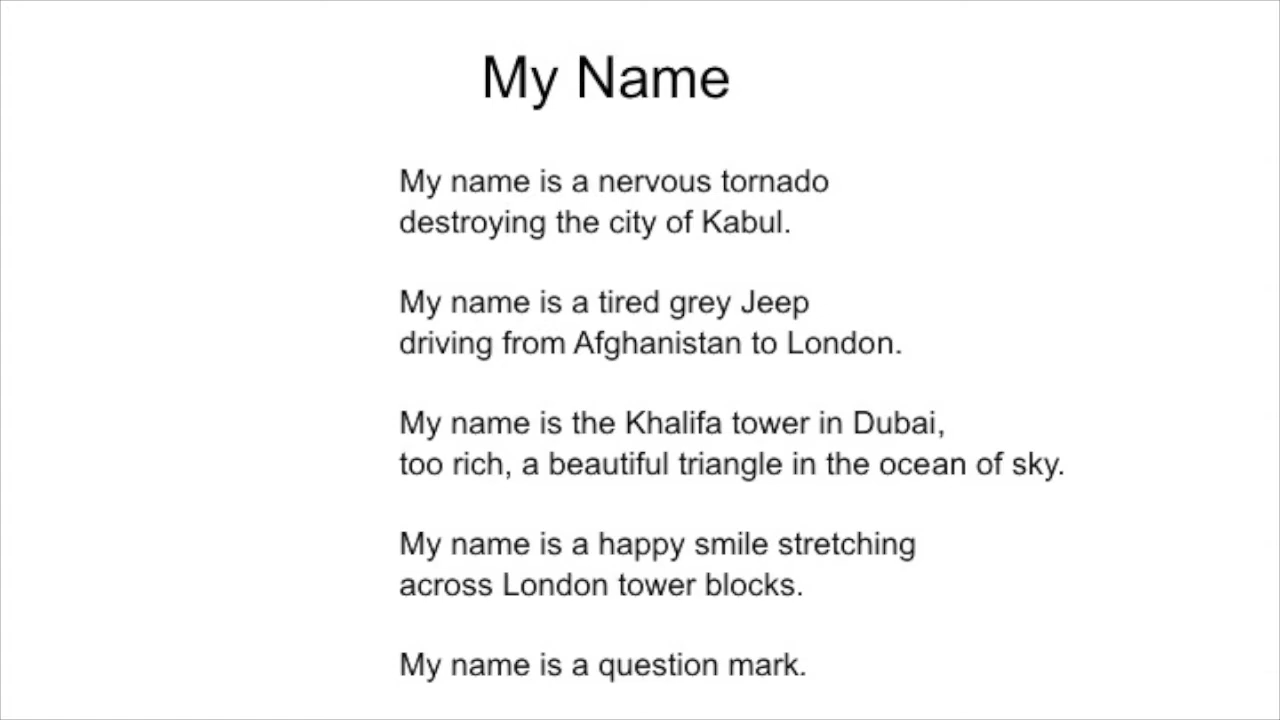 My Name
My name is a nervous tornado
destroying the city of Kabul.
My name is a tired grey Jeep
driving from Afghanistan to London.
My name is the Khalifa tower in Dubai,
too rich, a beautiful triangle in the ocean of sky.
My name is a happy smile stretching
across London tower blocks.
My name is a question mark.